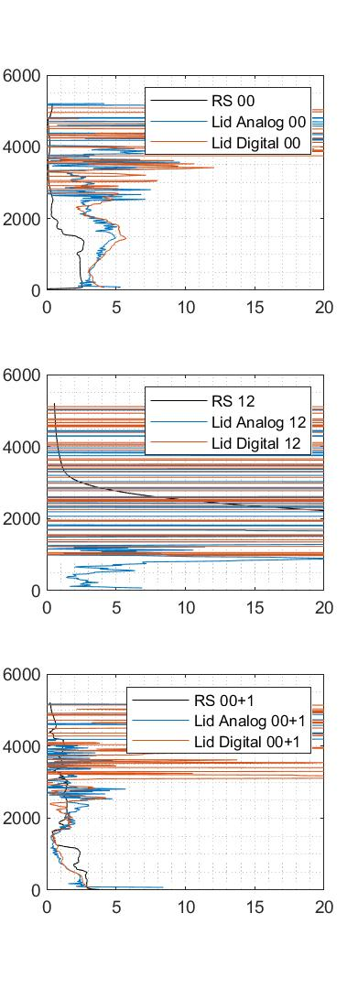 6000
RS 00
Lid Analog 00
Lid Digital 00
4000
2000
0
0 5 10 15 20
6000
RS 12
Lid Analog 12
Lid Digital 12
4000
2000
0
0 5 10 15 20
6000
RS 00+1
Lid Analog 00+1
Lid Digital 00+1
4000
2000
0
0 5 10 15 20